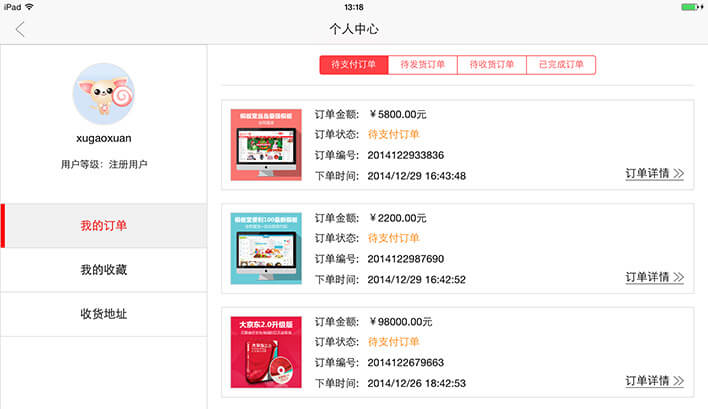 iPad
13:18
个人中心
xugaoxuan
用户等级：注册用户
我的订单
我的收藏
收货地址
待支付订单 待发货订单 待收货订单 已完成订单
订单金额：￥5800.00元
订单状态：待支付订单
订单编号：2014122933836
下单时间：2014/12/29 16:43:48
订单详情
订单金额：￥2200.00元
订单状态：待支付订单
订单编号：2014122987690
下单时间：2014/12/29 16:42:52
订单详情
大京东2.0升级版
订单金额：￥98000.00元
订单状态：待支付订单
订单编号：2014122679663
下单时间：2014/12/26 18:42:53
订单详情